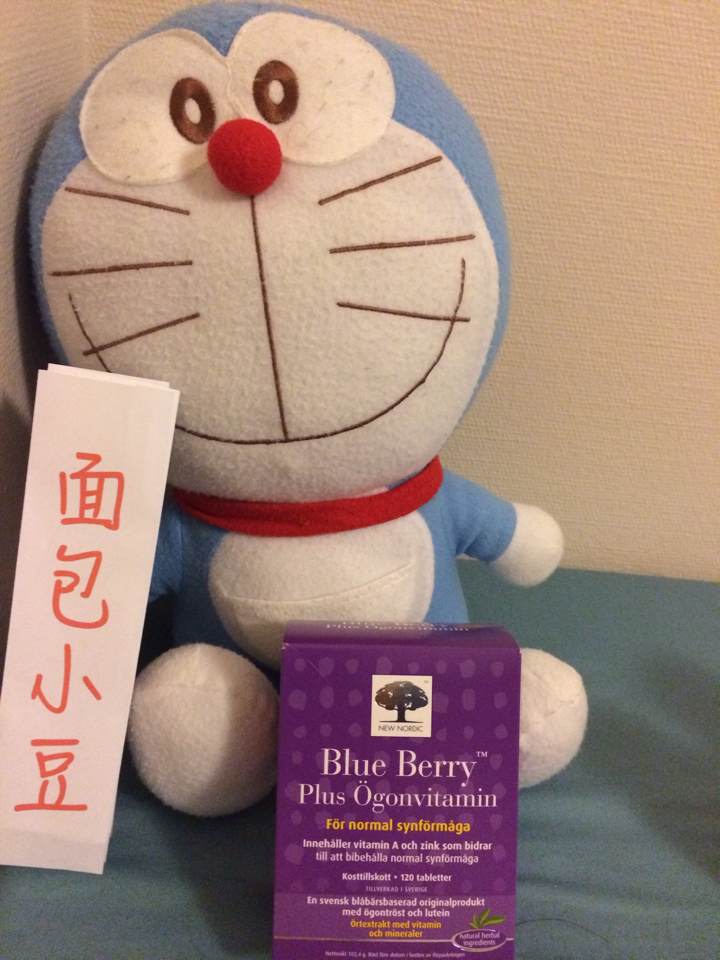 面包小豆
Plus Ögonvitamin
NEW NORDIC
Blue Berry™
Plus Ögonvitamin
För normal synförmåga
Innehåller vitamin A och zink som bidrar
till att bibehålla normal synförmåga
Kosttillskott • 120 tabletter
TILLVERKAD I SVERIGE
En svensk blåbärsbaserad originalprodukt
med ögontröst och lutein
Örtextrakt med vitamin
och mineraler
natural herbal
ingredients